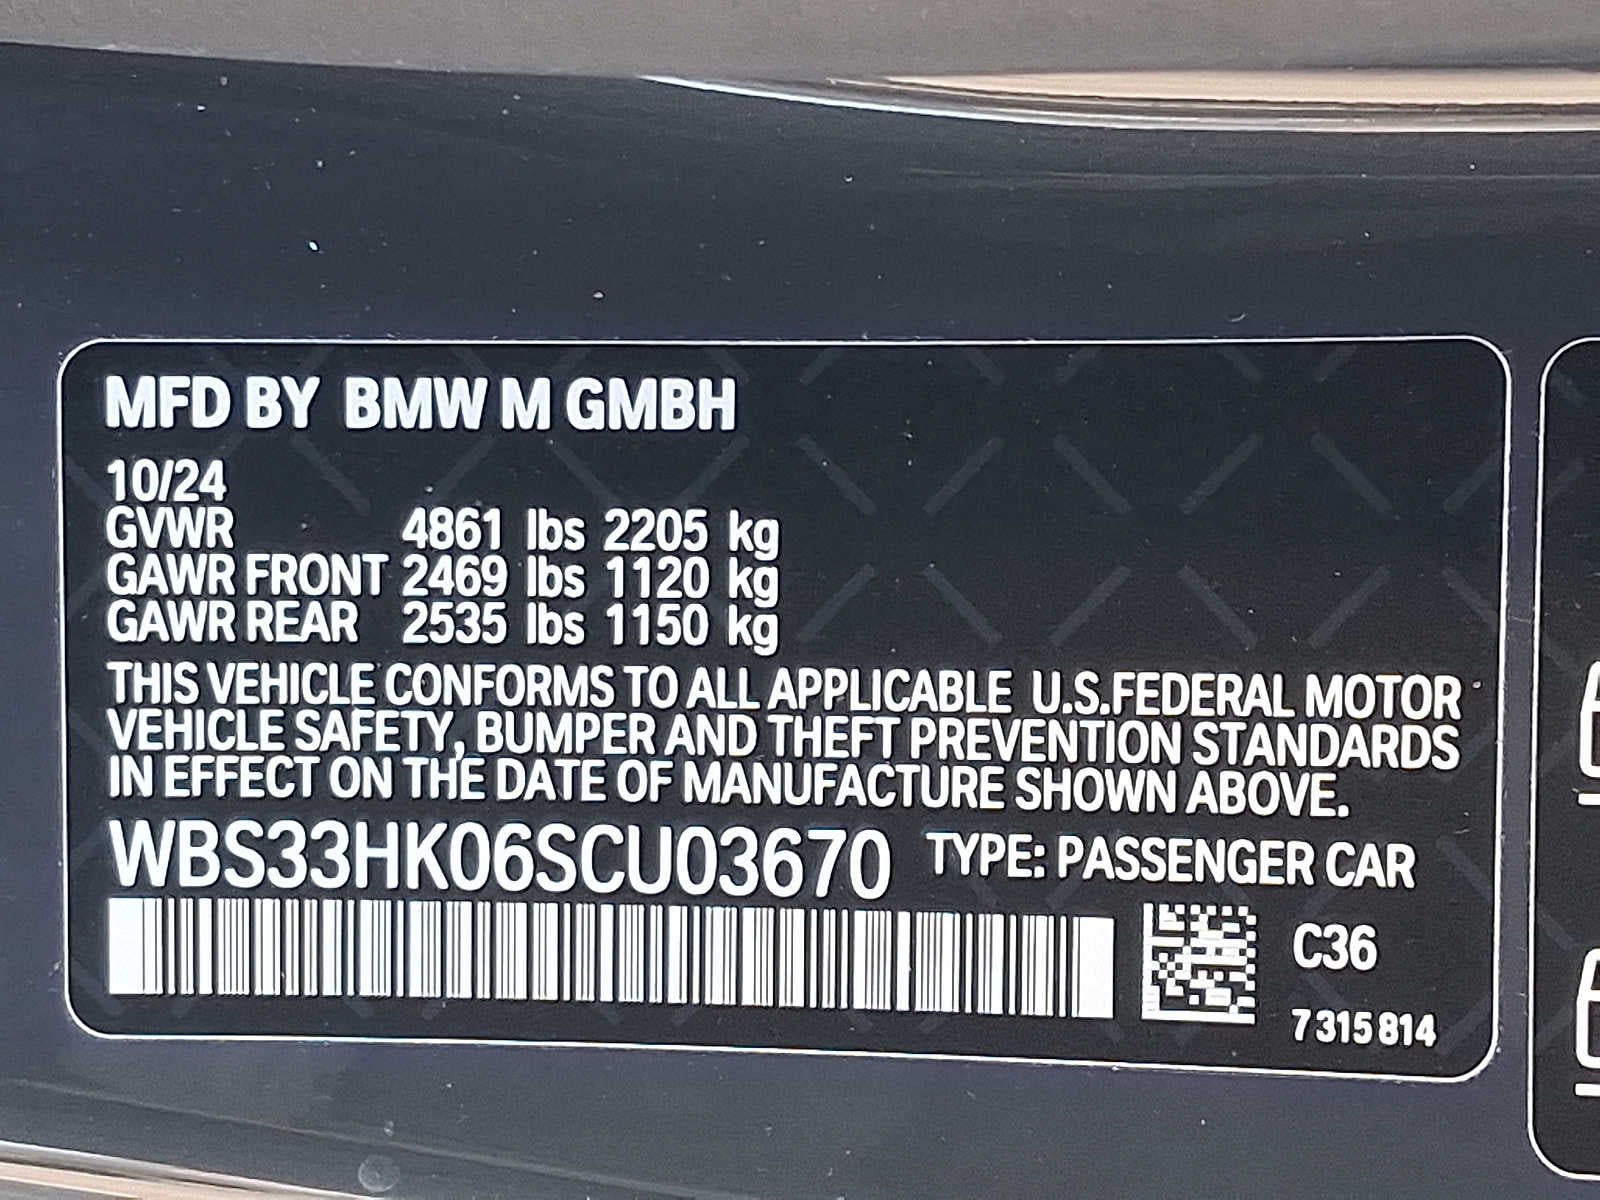 MFD BY BMW M GMBH
10/24
GVWR 4861 lbs 2205 kg
GAWR FRONT 2469 lbs 1120 kg
GAWR REAR 2535 lbs 1150 kg
THIS VEHICLE CONFORMS TO ALL APPLICABLE U.S.FEDERAL MOTOR
VEHICLE SAFETY, BUMPER AND THEFT PREVENTION STANDARDS
IN EFFECT ON THE DATE OF MANUFACTURE SHOWN ABOVE.
WBS33HK06SCU03670 TYPE: PASSENGER CAR
C36
7 315 814